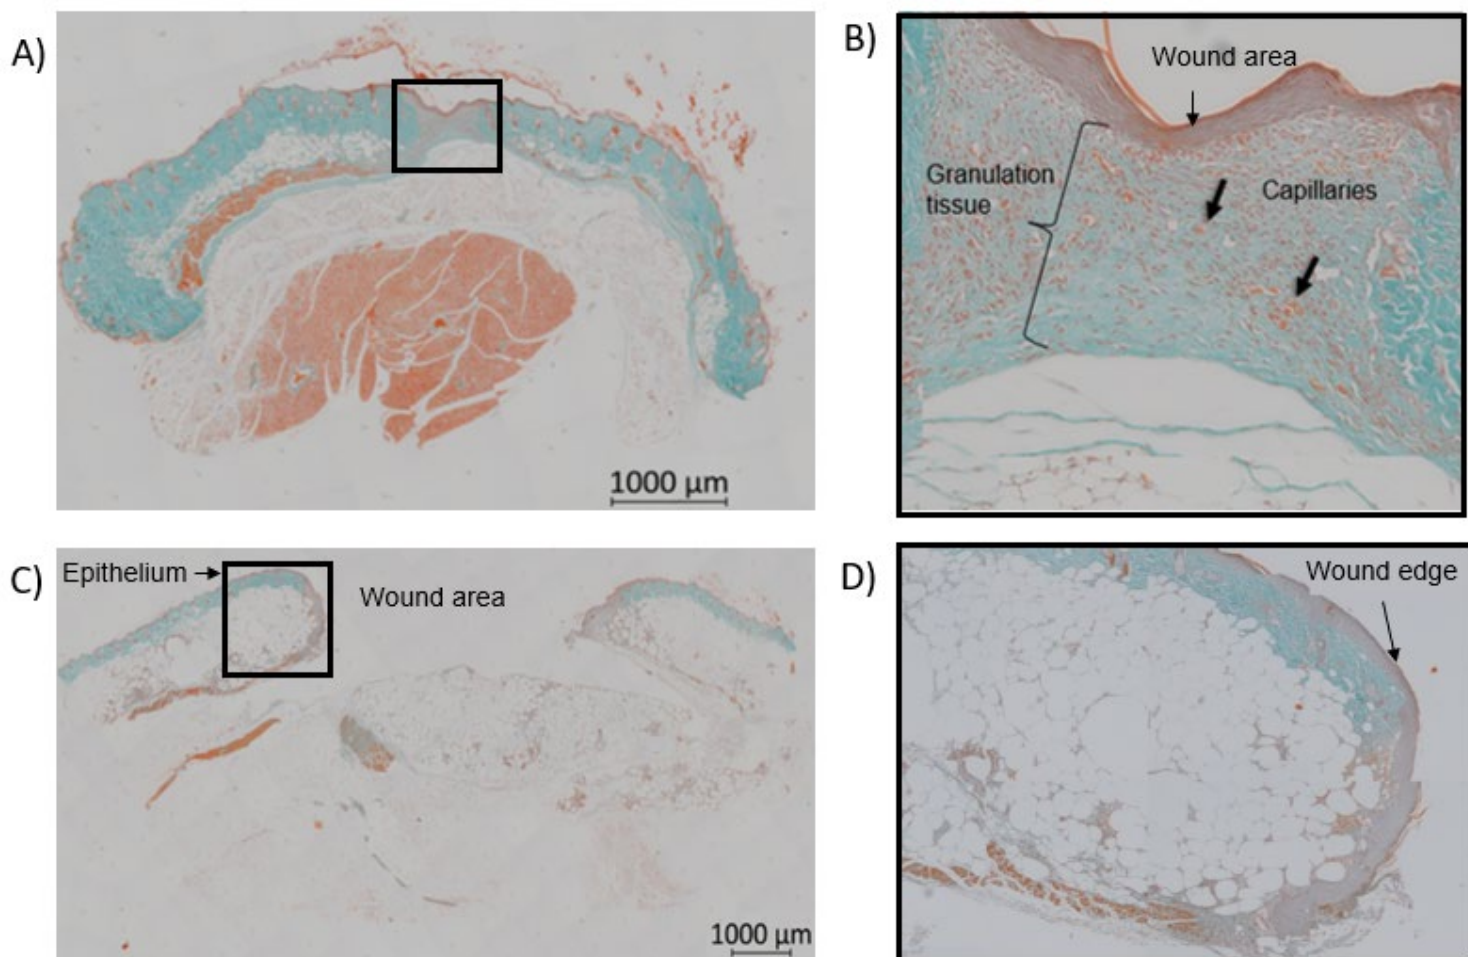 A)
1000 µm
B)
Wound area
Granulation
tissue
Capillaries
C)
Epithelium
Wound area
1000 µm
D)
Wound edge